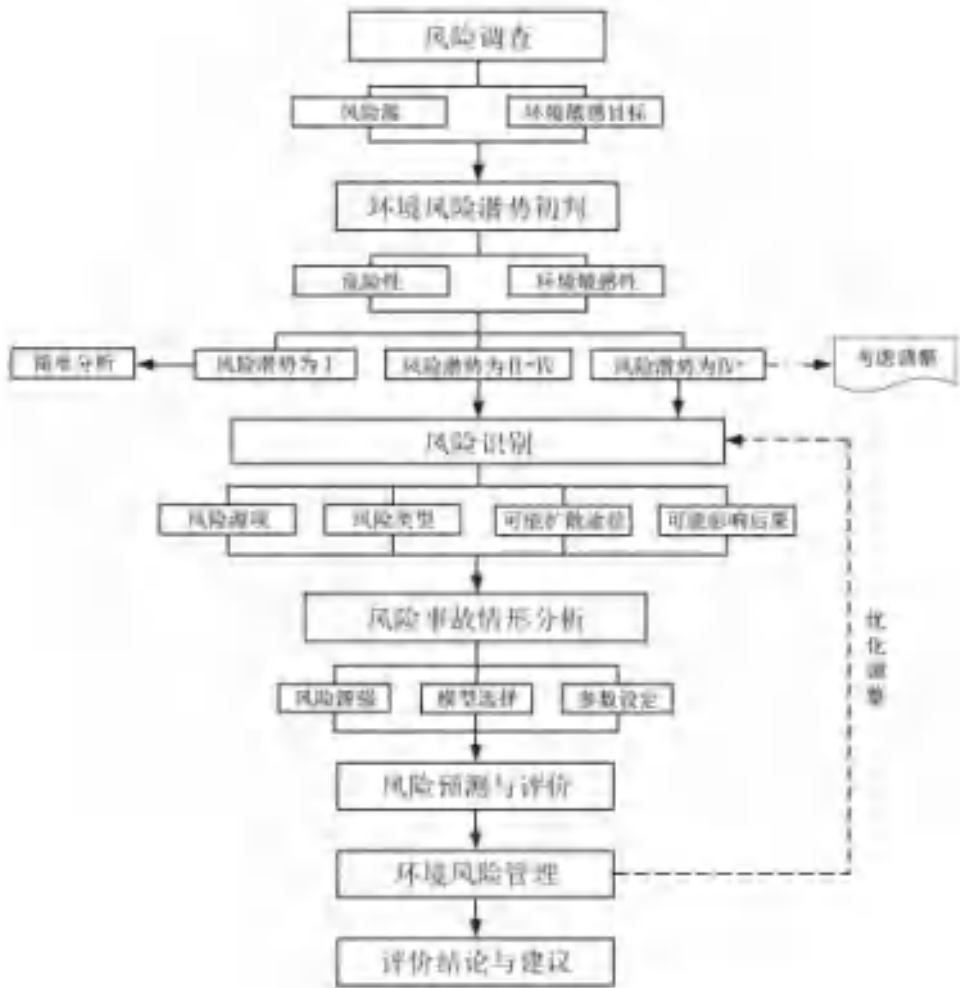 风险调查
风险源
环境敏感目标
环境风险潜势初判
危险性
环境敏感性
简单分析
风险潜势为 I
风险潜势为II~IV
风险潜势为IV+
考虑调整
风险识别
风险源项
风险类型
可能扩散途径
可能影响后果
风险事故情形分析
优化调整
风险源强
模型选择
参数设定
风险预测与评价
环境风险管理
评价结论与建议